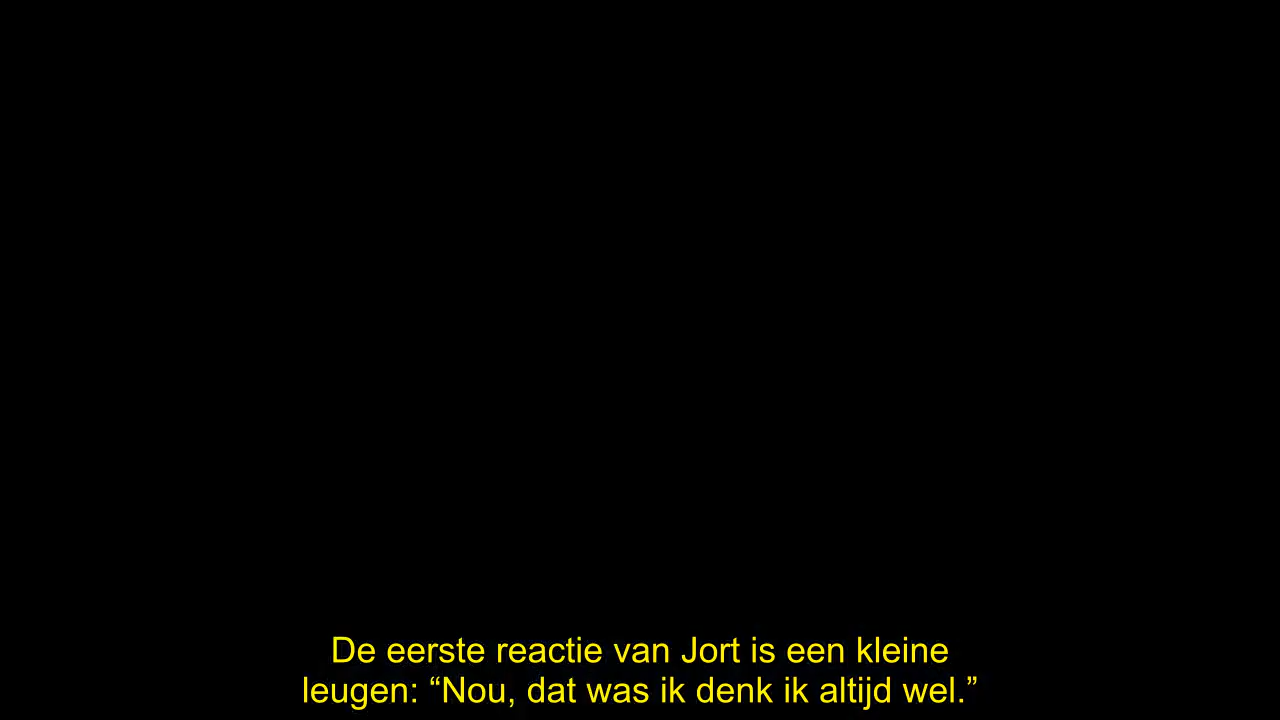 De eerste reactie van Jort is een kleine
leugen: “Nou, dat was ik denk ik altijd wel.”